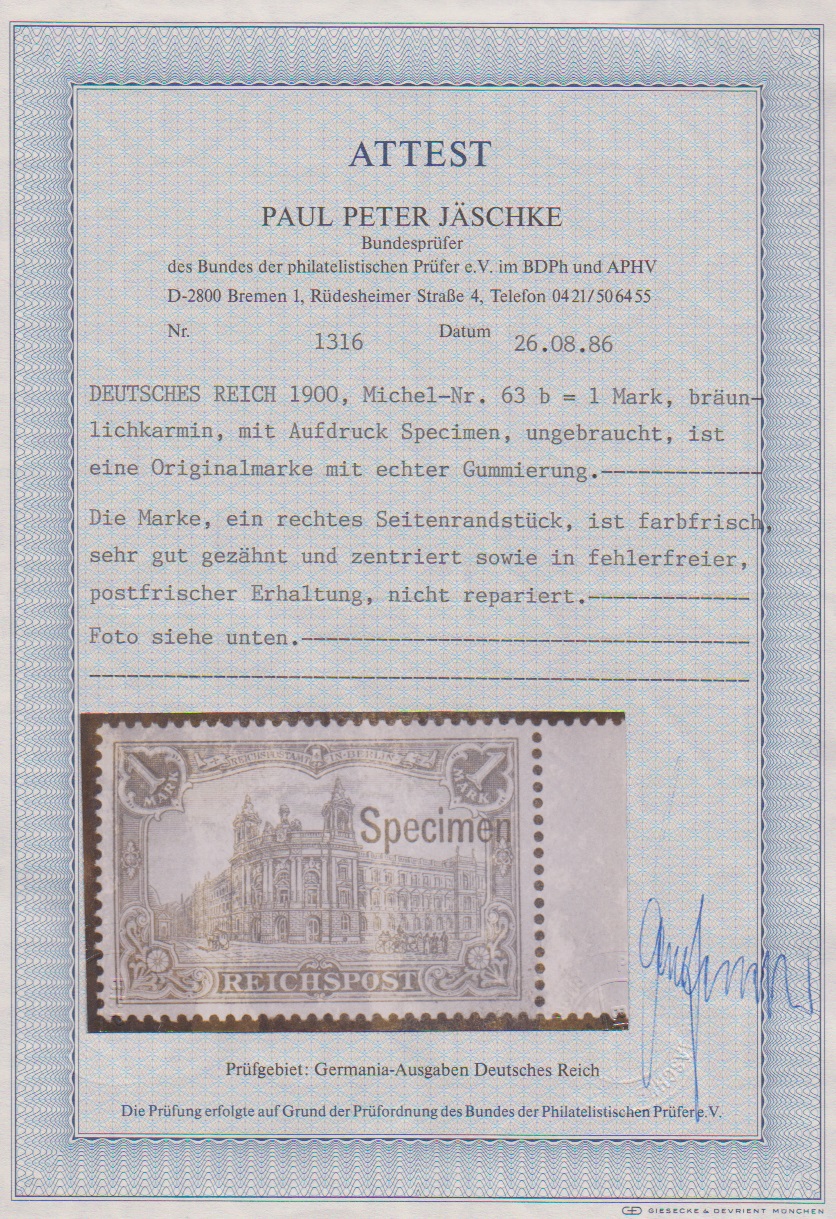 ATTEST
PAUL PETER JÄSCHKE
Bundesprüfer
des Bundes der philatelistischen Prüfer e.V. im BDPh und APHV
D-2800 Bremen 1, Rüdesheimer Straße 4, Telefon 0421/506455
Nr. 1316 Datum 26.08.86
DEUTSCHES REICH 1900, Michel-Nr. 63 b = 1 Mark, bräun-
lichkarmin, mit Aufdruck Specimen, ungebraucht, ist
eine Originalmarke mit echter Gummierung.-------------
Die Marke, ein rechtes Seitenrandstück, ist farbfrisch,
sehr gut gezähnt und zentriert sowie in fehlerfreier,
postfrischer Erhaltung, nicht repariert.-------------
Foto siehe unten.------------------------------------
-----------------------------------------------------
REICHSPOSTAMT IN BERLIN
1 MARK
1 MARK
Specimen
REICHSPOST
Prüfgebiet: Germania-Ausgaben Deutsches Reich
Die Prüfung erfolgte auf Grund der Prüfordnung des Bundes der Philatelistischen Prüfer e.V.
GIESECKE & DEVRIENT MÜNCHEN